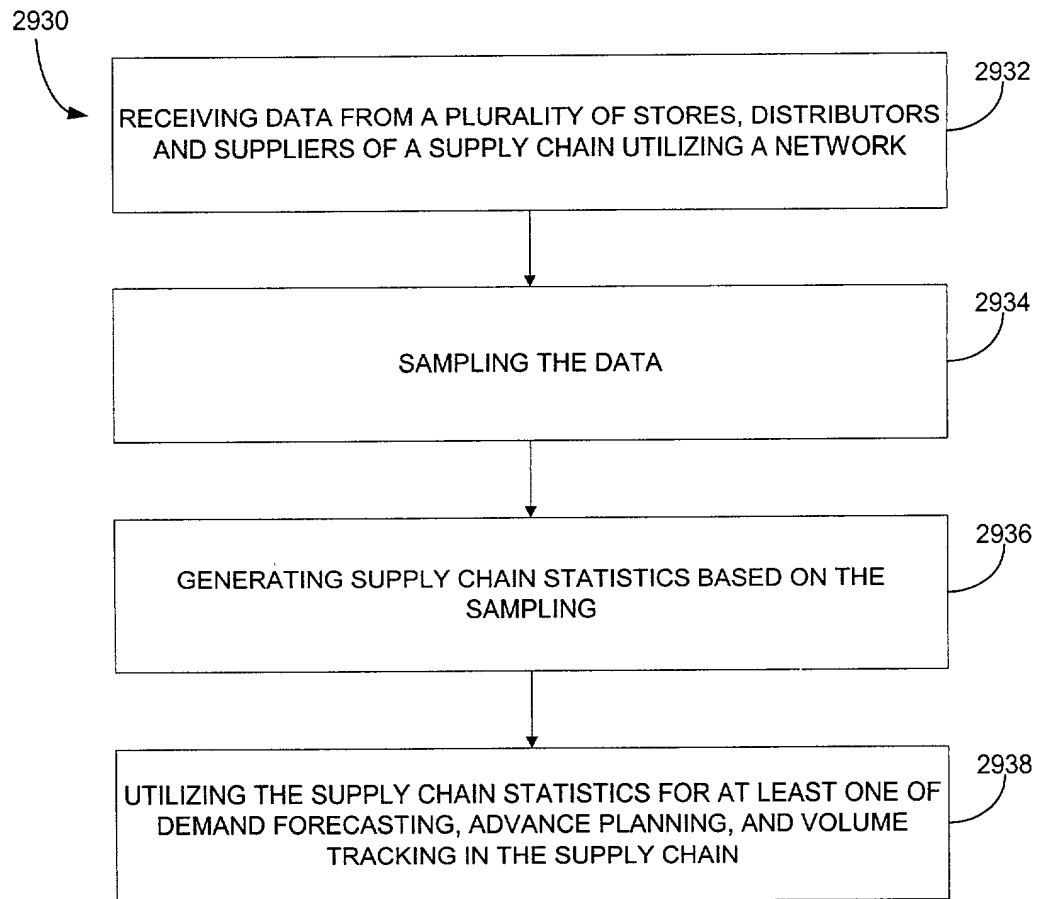 2930
2932
RECEIVING DATA FROM A PLURALITY OF STORES, DISTRIBUTORS
AND SUPPLIERS OF A SUPPLY CHAIN UTILIZING A NETWORK
2934
SAMPLING THE DATA
2936
GENERATING SUPPLY CHAIN STATISTICS BASED ON THE
SAMPLING
2938
UTILIZING THE SUPPLY CHAIN STATISTICS FOR AT LEAST ONE OF
DEMAND FORECASTING, ADVANCE PLANNING, AND VOLUME
TRACKING IN THE SUPPLY CHAIN